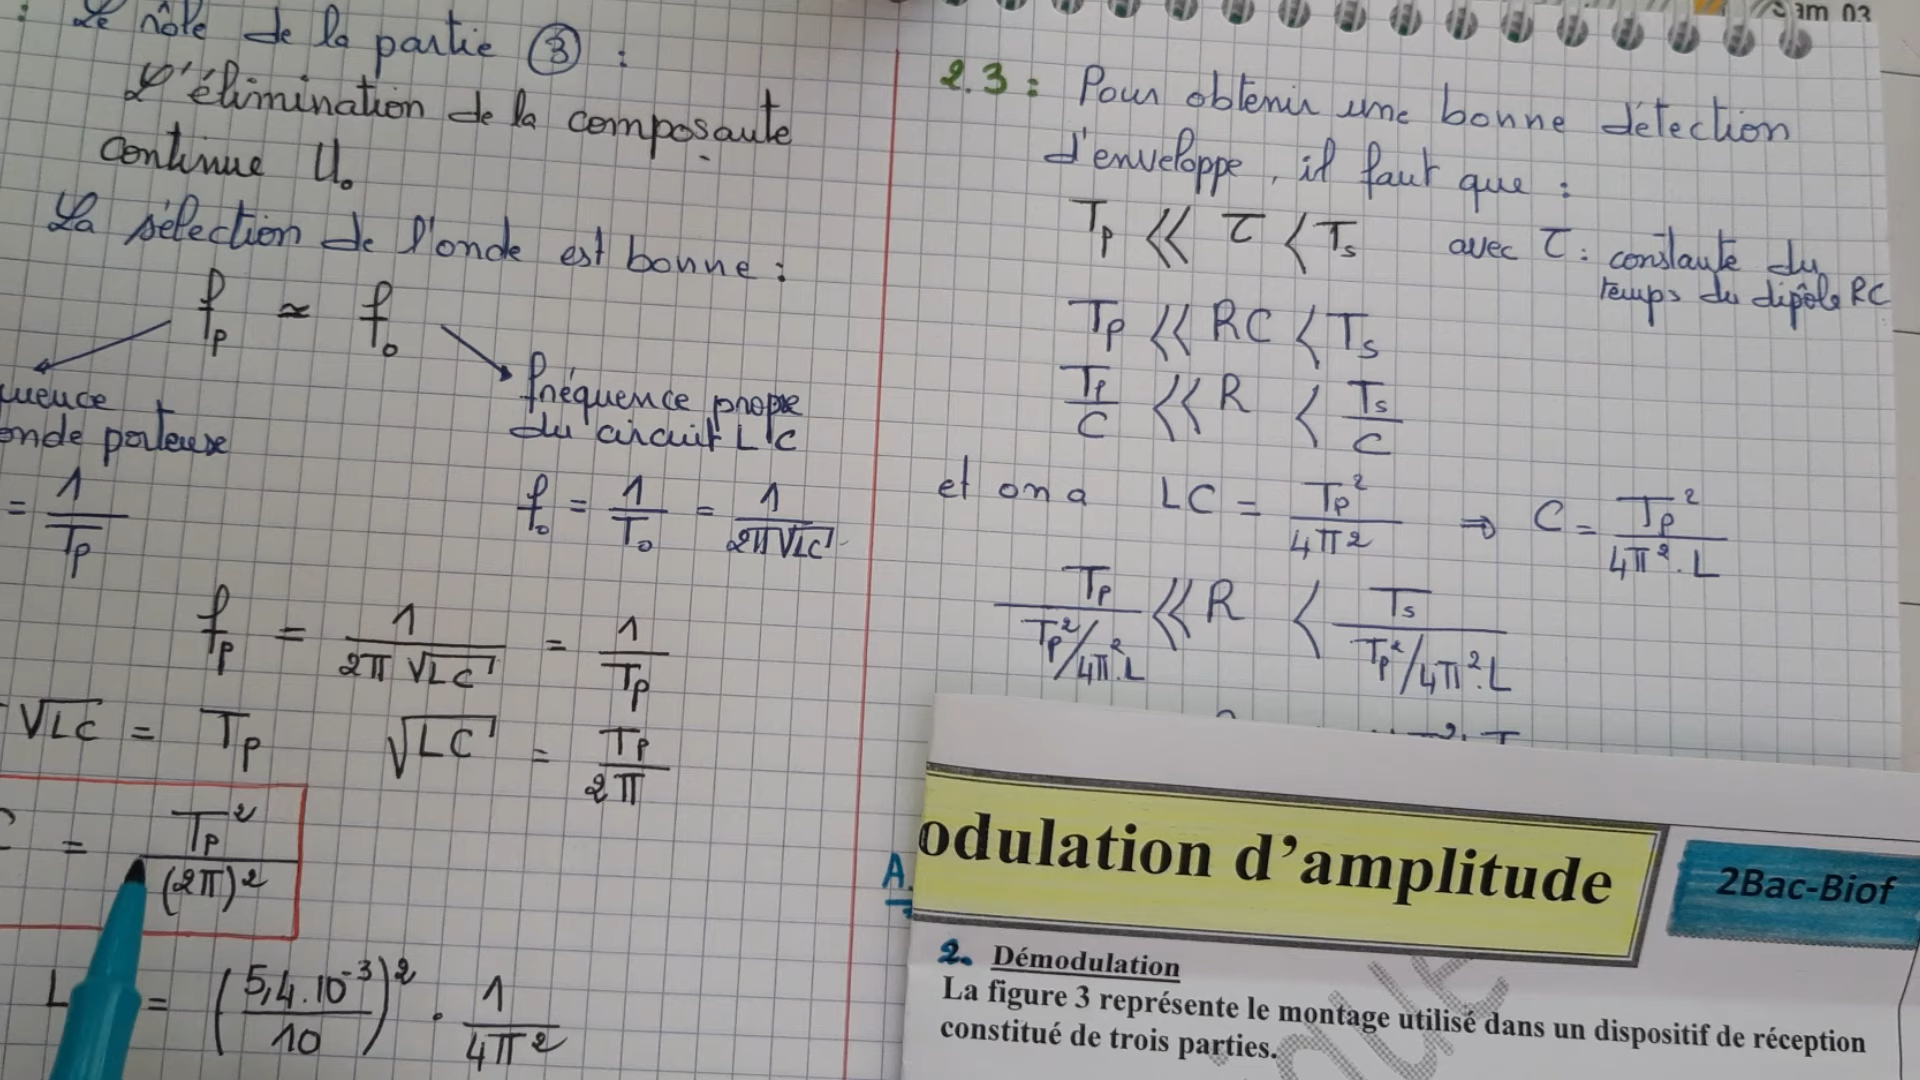 Le rôle de la partie ③ :
L'élimination de la composante
continue U₀
La sélection de l'onde est bonne :
fp ≃ f₀
fréquence propre
du circuit LC
onde porteuse
= 1/Tp
f₀ = 1/T₀ = 1/2π√LC
fp = 1/2π√LC = 1/Tp
√LC = Tp √LC = Tp/2π
= Tp²/(2π)²
L = (5,4.10⁻³/10)² . 1/4π²
2.3 : Pour obtenir une bonne détection
d'enveloppe, il faut que :
Tp ≪ τ < Ts avec τ : constante du
temps du dipôle RC
Tp ≪ RC < Ts
Tp/C ≪ R < Ts/C
et on a LC = Tp²/4π² ⇒ C = Tp²/4π².L
Tp/(Tp²/4π².L) ≪ R < Ts/(Tp²/4π².L)
A.
odulation d'amplitude
2Bac-Biof
2. Démodulation
La figure 3 représente le montage utilisé dans un dispositif de réception
constitué de trois parties.